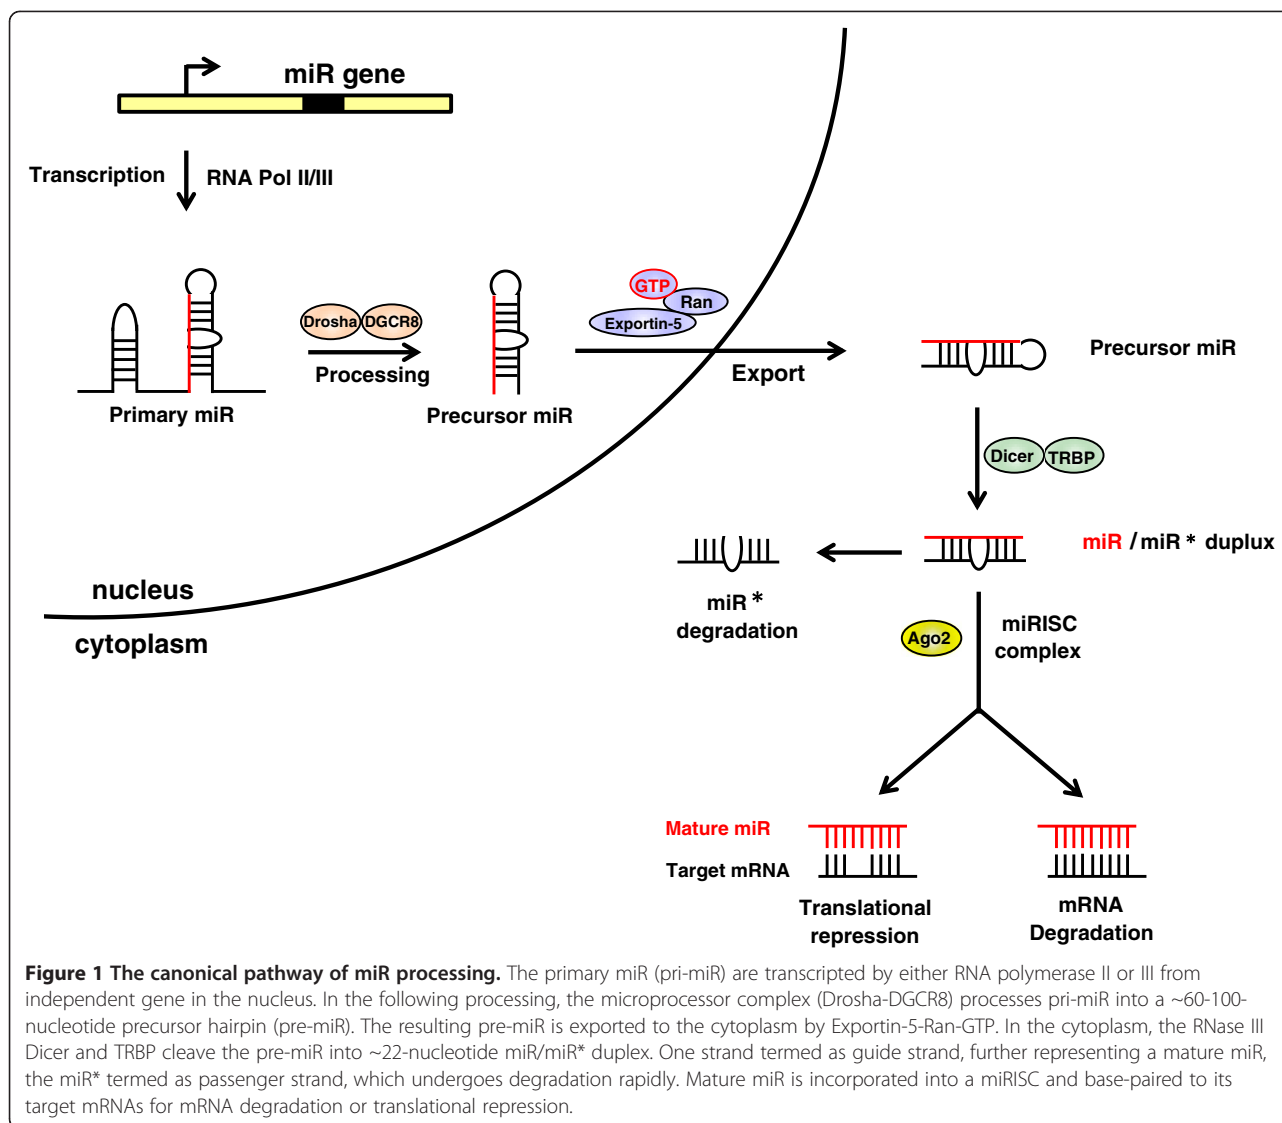 miR gene
Transcription
RNA Pol II/III
GTP
Ran
Exportin-5
Drosha
DGCR8
Processing
Export
Primary miR
Precursor miR
Precursor miR
Dicer
TRBP
miR / miR * duplux
miR *
degradation
nucleus
cytoplasm
Ago2
miRISC
complex
Mature miR
Target mRNA
Translational
repression
mRNA
Degradation
Figure 1 The canonical pathway of miR processing. The primary miR (pri-miR) are transcripted by either RNA polymerase II or III from
independent gene in the nucleus. In the following processing, the microprocessor complex (Drosha-DGCR8) processes pri-miR into a ~60-100-
nucleotide precursor hairpin (pre-miR). The resulting pre-miR is exported to the cytoplasm by Exportin-5-Ran-GTP. In the cytoplasm, the RNase III
Dicer and TRBP cleave the pre-miR into ~22-nucleotide miR/miR* duplex. One strand termed as guide strand, further representing a mature miR,
the miR* termed as passenger strand, which undergoes degradation rapidly. Mature miR is incorporated into a miRISC and base-paired to its
target mRNAs for mRNA degradation or translational repression.